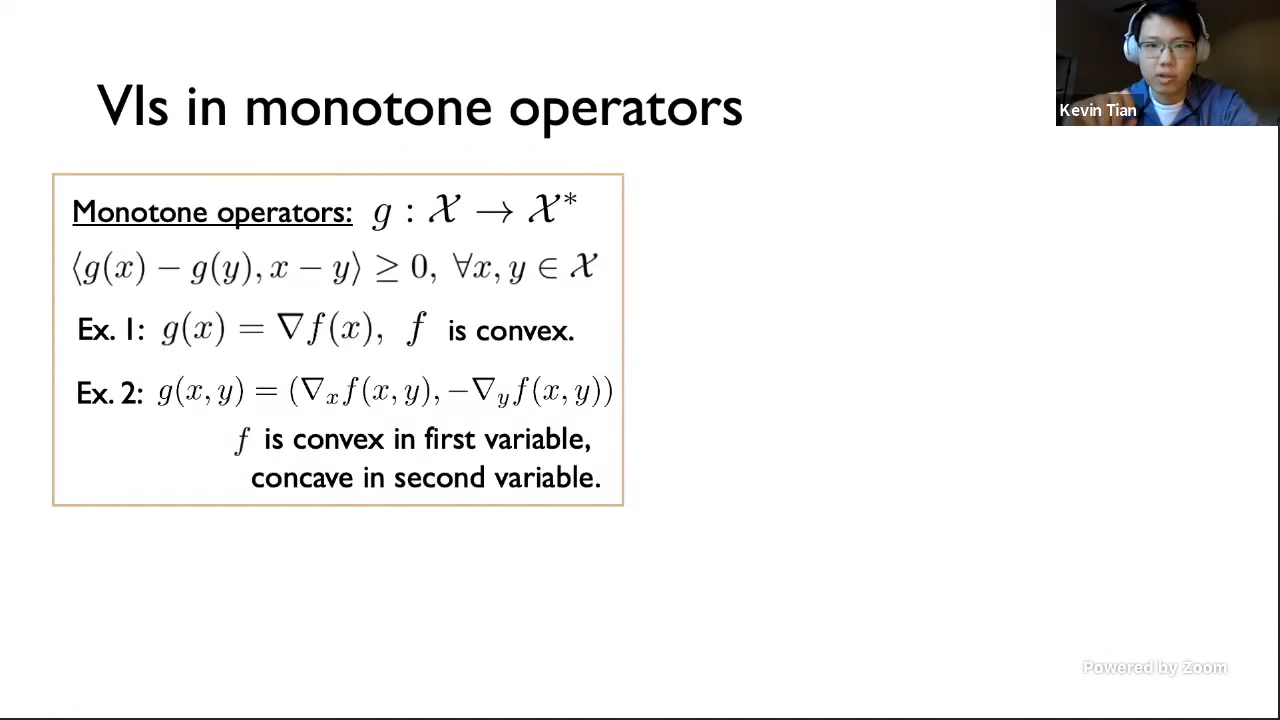 VIs in monotone operators
Kevin Tian
Monotone operators: g : 𝒳 → 𝒳*
⟨g(x) − g(y), x − y⟩ ≥ 0, ∀x, y ∈ 𝒳
Ex. 1: g(x) = ∇f(x), f is convex.
Ex. 2: g(x, y) = (∇ₓf(x, y), −∇ᵧf(x, y))
f is convex in first variable,
concave in second variable.
Powered by Zoom